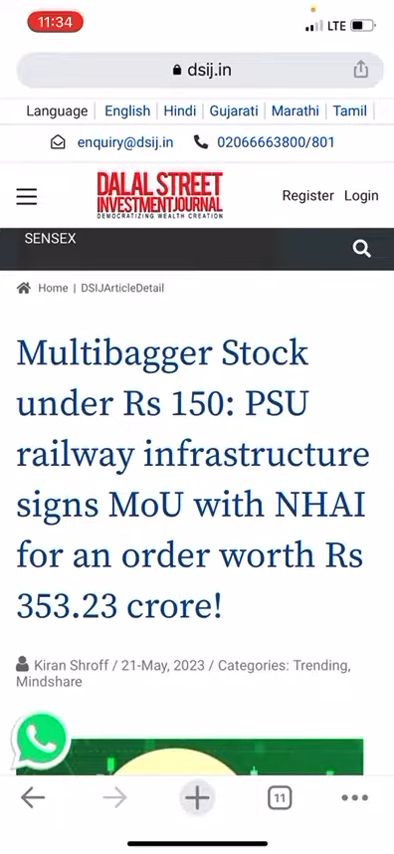 11:34
LTE
dsij.in
Language | English | Hindi | Gujarati | Marathi | Tamil |
enquiry@dsij.in 02066663800/801
DALAL STREET
INVESTMENT JOURNAL
DEMOCRATIZING WEALTH CREATION
Register Login
SENSEX
Home | DSIJArticleDetail
Multibagger Stock
under Rs 150: PSU
railway infrastructure
signs MoU with NHAI
for an order worth Rs
353.23 crore!
Kiran Shroff / 21-May, 2023 / Categories: Trending,
Mindshare
11